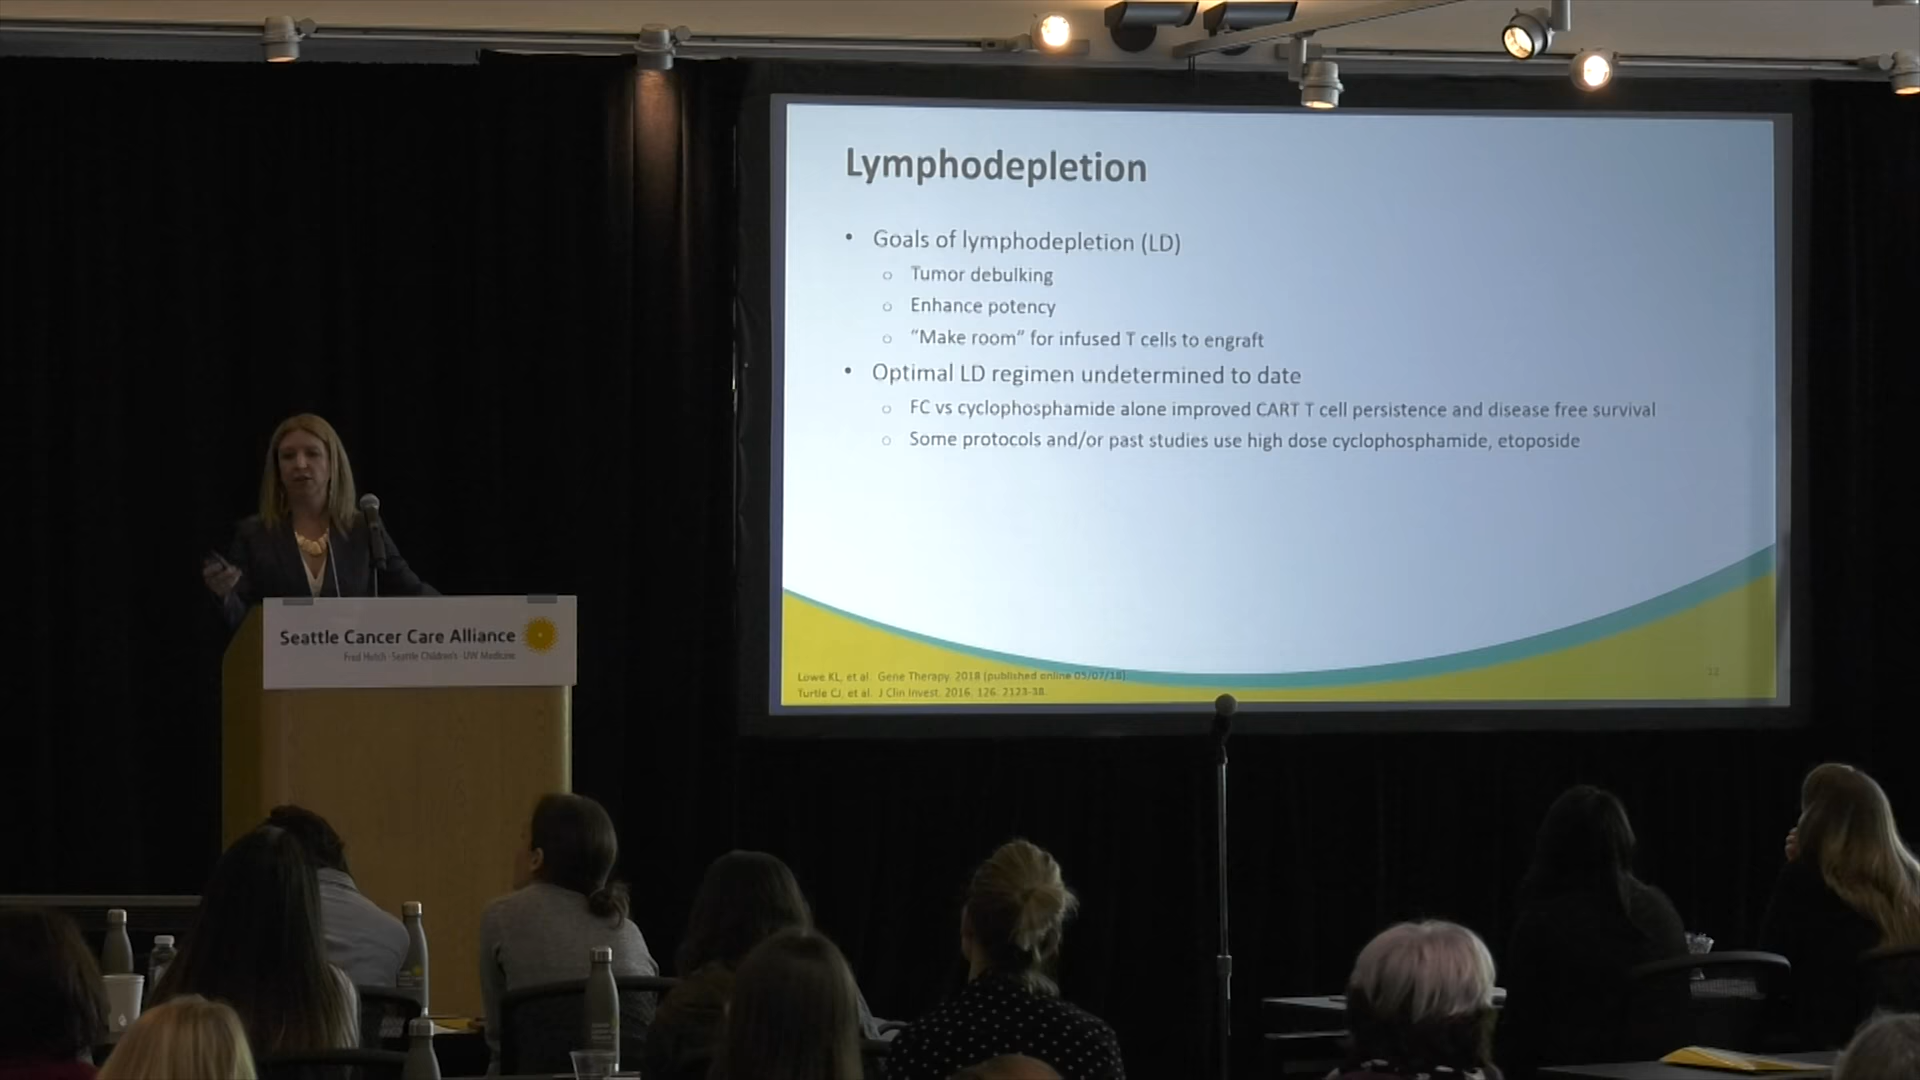 Lymphodepletion
• Goals of lymphodepletion (LD)
o Tumor debulking
o Enhance potency
o "Make room" for infused T cells to engraft
• Optimal LD regimen undetermined to date
o FC vs cyclophosphamide alone improved CART T cell persistence and disease free survival
o Some protocols and/or past studies use high dose cyclophosphamide, etoposide
Lowe KL, et al. Gene Therapy. 2018 (published online 05/07/18)
Turtle CJ, et al. J Clin Invest. 2016. 126. 2123-38.
12
Seattle Cancer Care Alliance
Fred Hutch · Seattle Children's · UW Medicine